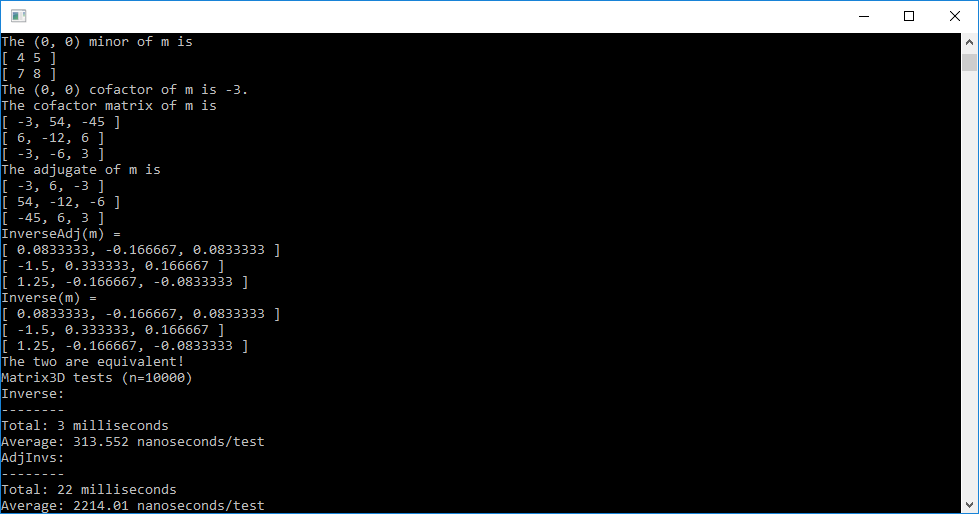 The (0, 0) minor of m is
[ 4 5 ]
[ 7 8 ]
The (0, 0) cofactor of m is -3.
The cofactor matrix of m is
[ -3, 54, -45 ]
[ 6, -12, 6 ]
[ -3, -6, 3 ]
The adjugate of m is
[ -3, 6, -3 ]
[ 54, -12, -6 ]
[ -45, 6, 3 ]
InverseAdj(m) =
[ 0.0833333, -0.166667, 0.0833333 ]
[ -1.5, 0.333333, 0.166667 ]
[ 1.25, -0.166667, -0.0833333 ]
Inverse(m) =
[ 0.0833333, -0.166667, 0.0833333 ]
[ -1.5, 0.333333, 0.166667 ]
[ 1.25, -0.166667, -0.0833333 ]
The two are equivalent!
Matrix3D tests (n=10000)
Inverse:
--------
Total: 3 milliseconds
Average: 313.552 nanoseconds/test
AdjInvs:
--------
Total: 22 milliseconds
Average: 2214.01 nanoseconds/test